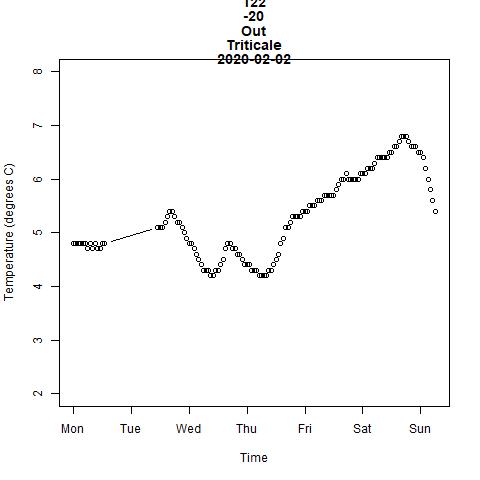 122
-20
Out
Triticale
2020-02-02
8
7
6
5
4
3
2
Temperature (degrees C)
Mon Tue Wed Thu Fri Sat Sun
Time